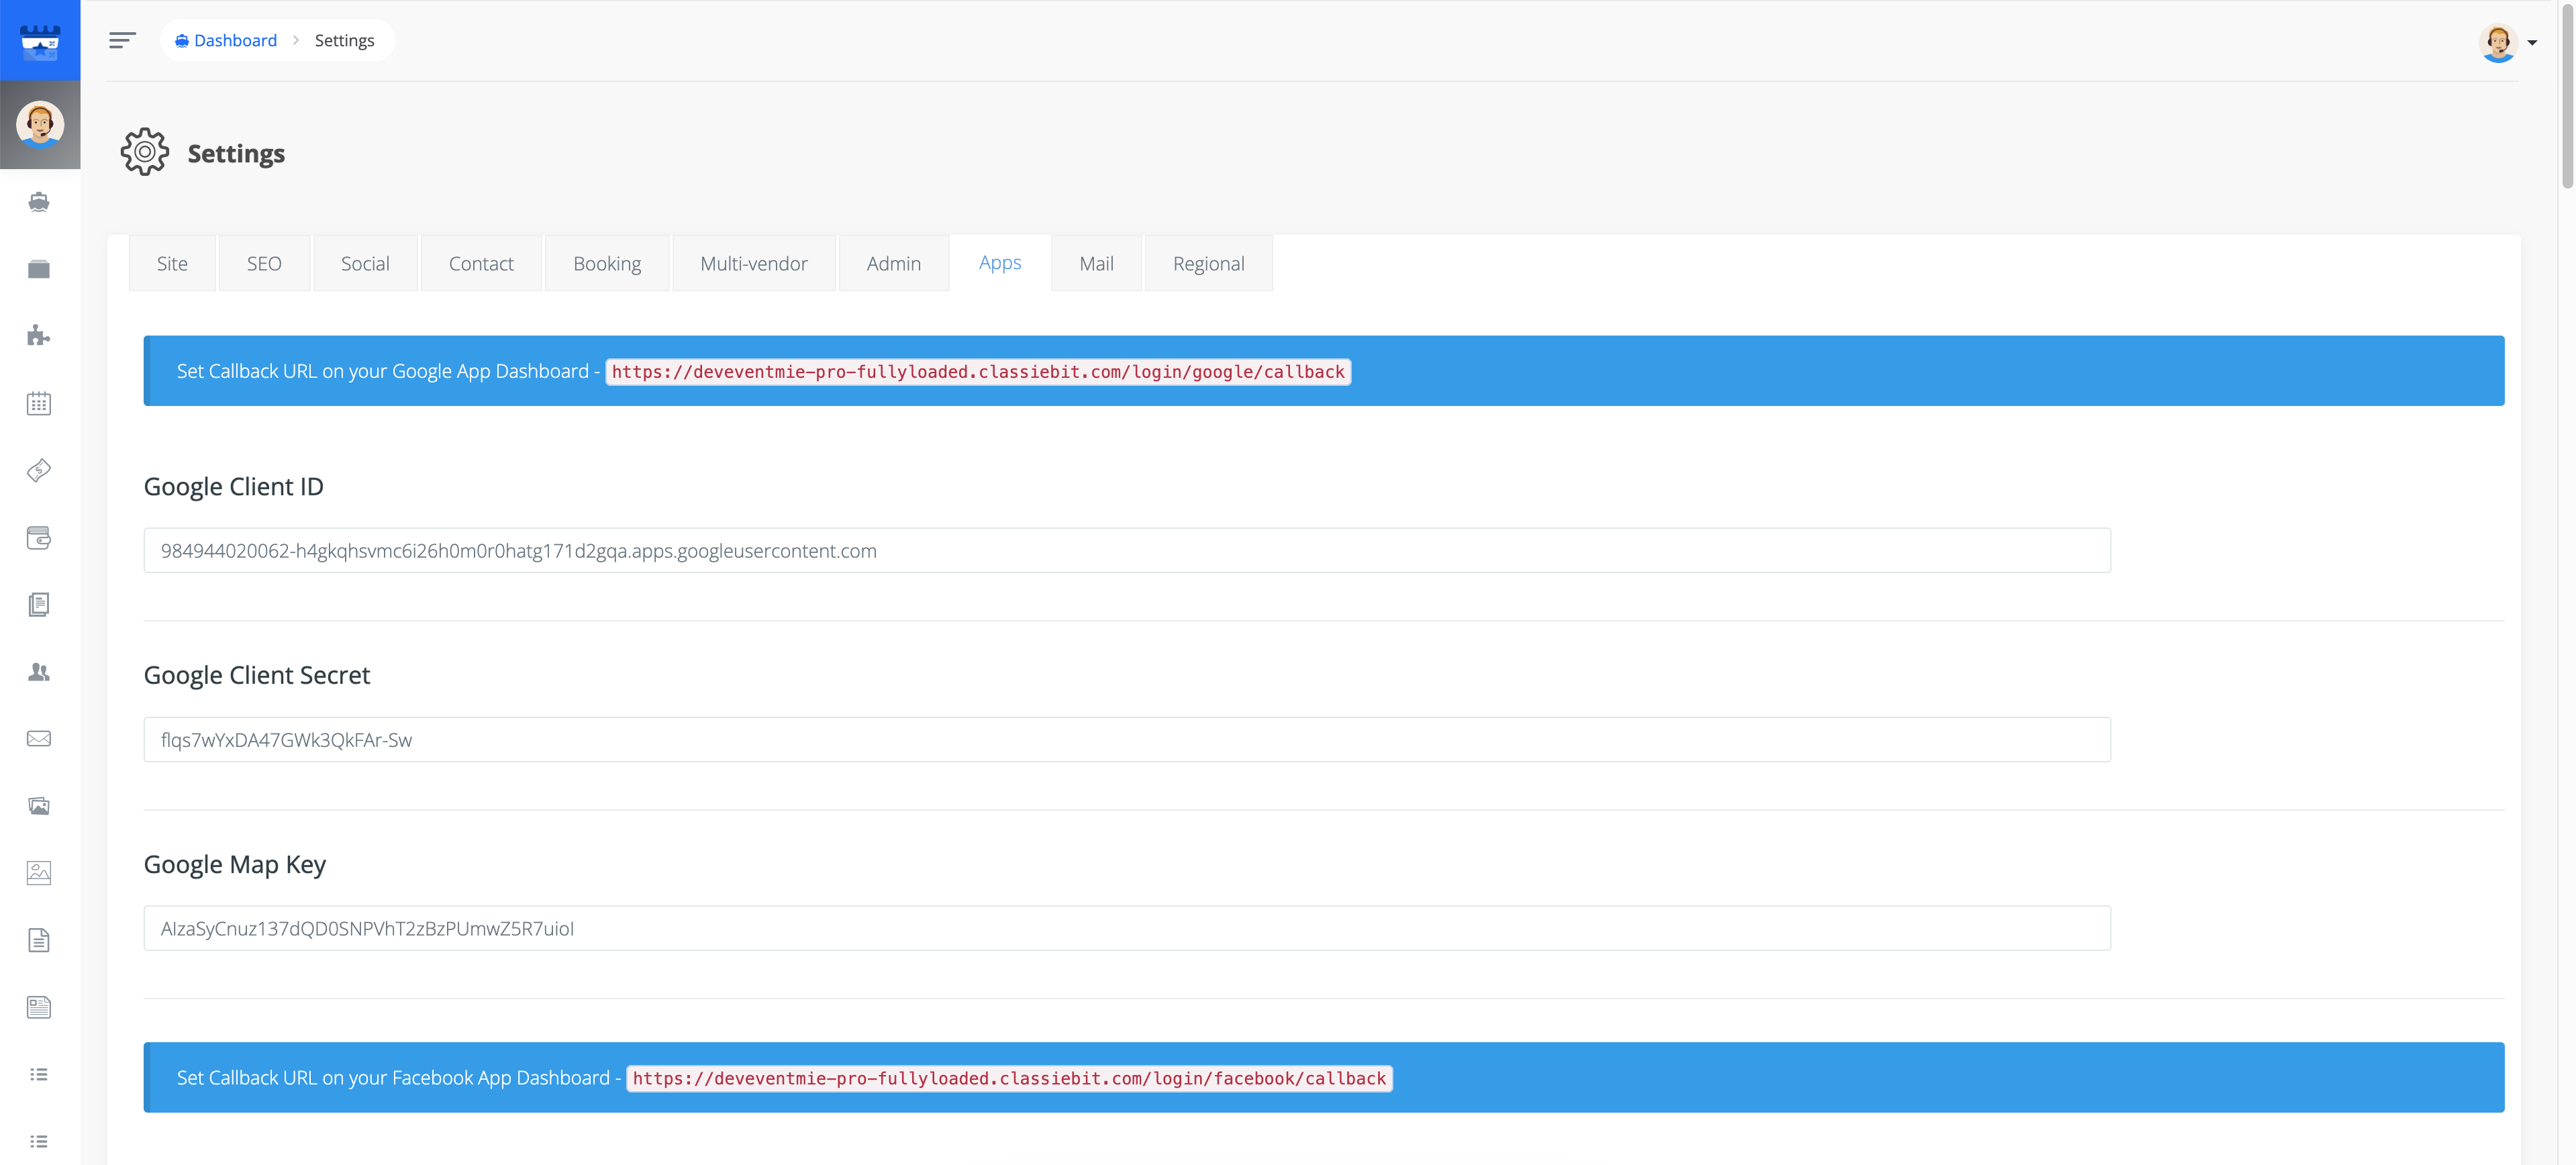 Dashboard > Settings
Settings
Site SEO Social Contact Booking Multi-vendor Admin Apps Mail Regional
Set Callback URL on your Google App Dashboard - https://deveventmie-pro-fullyloaded.classiebit.com/login/google/callback
Google Client ID
984944020062-h4gkqhsvmc6i26h0m0r0hatg171d2gqa.apps.googleusercontent.com
Google Client Secret
flqs7wYxDA47GWk3QkFAr-Sw
Google Map Key
AIzaSyCnuz137dQD0SNPVhT2zBzPUmwZ5R7uioI
Set Callback URL on your Facebook App Dashboard - https://deveventmie-pro-fullyloaded.classiebit.com/login/facebook/callback